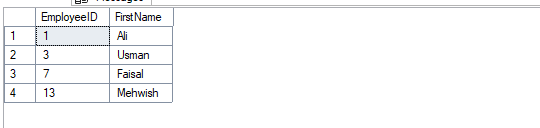 EmployeeID FirstName
1 1 Ali
2 3 Usman
3 7 Faisal
4 13 Mehwish